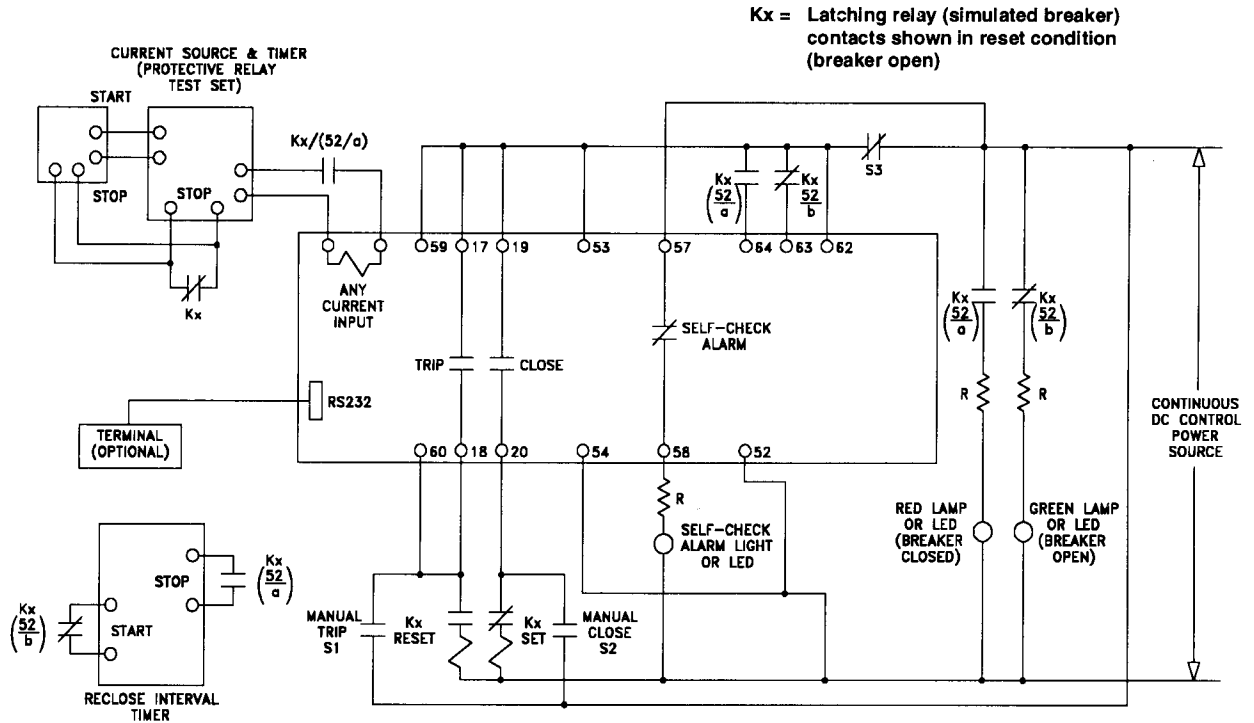 Kx = Latching relay (simulated breaker)
contacts shown in reset condition
(breaker open)
CURRENT SOURCE & TIMER
(PROTECTIVE RELAY
TEST SET)
START
STOP
STOP
Kx/(52/a)
Kx
S3
Kx
(52/a)
Kx
52/b
59
17
19
53
57
64
63
62
ANY
CURRENT
INPUT
TRIP
CLOSE
SELF-CHECK
ALARM
Kx
(52/a)
Kx
(52/b)
R
R
RS232
TERMINAL
(OPTIONAL)
CONTINUOUS
DC CONTROL
POWER
SOURCE
60
18
20
54
58
52
R
SELF-CHECK
ALARM LIGHT
OR LED
RED LAMP
OR LED
(BREAKER
CLOSED)
GREEN LAMP
OR LED
(BREAKER
OPEN)
MANUAL
TRIP
S1
Kx
RESET
Kx
SET
MANUAL
CLOSE
S2
Kx
(52/b)
START
STOP
Kx
(52/a)
RECLOSE INTERVAL
TIMER